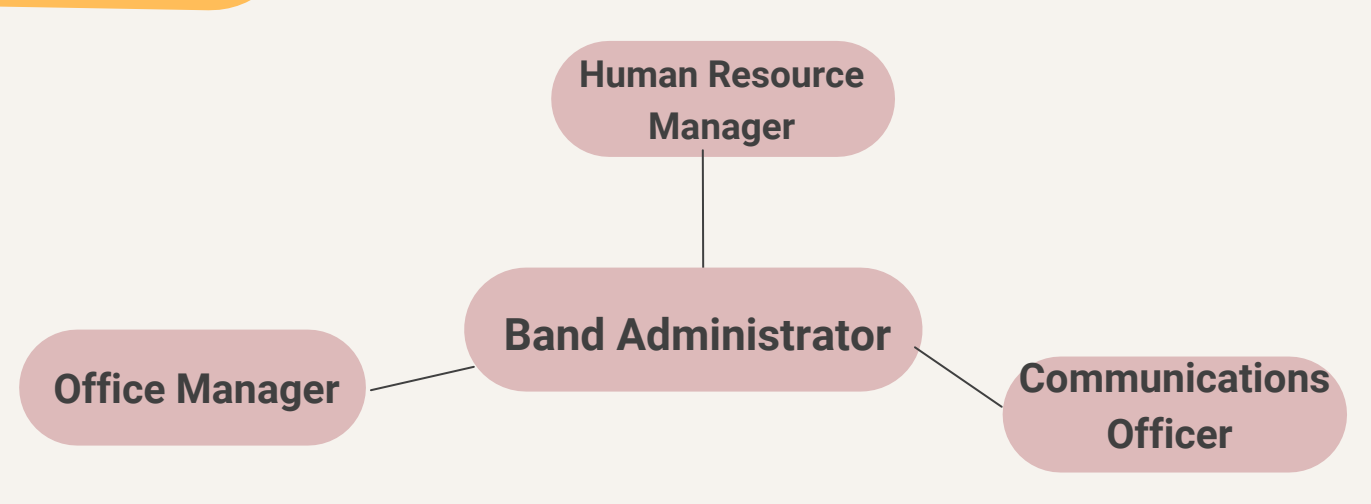 Human Resource
Manager
Band Administrator
Office Manager
Communications
Officer